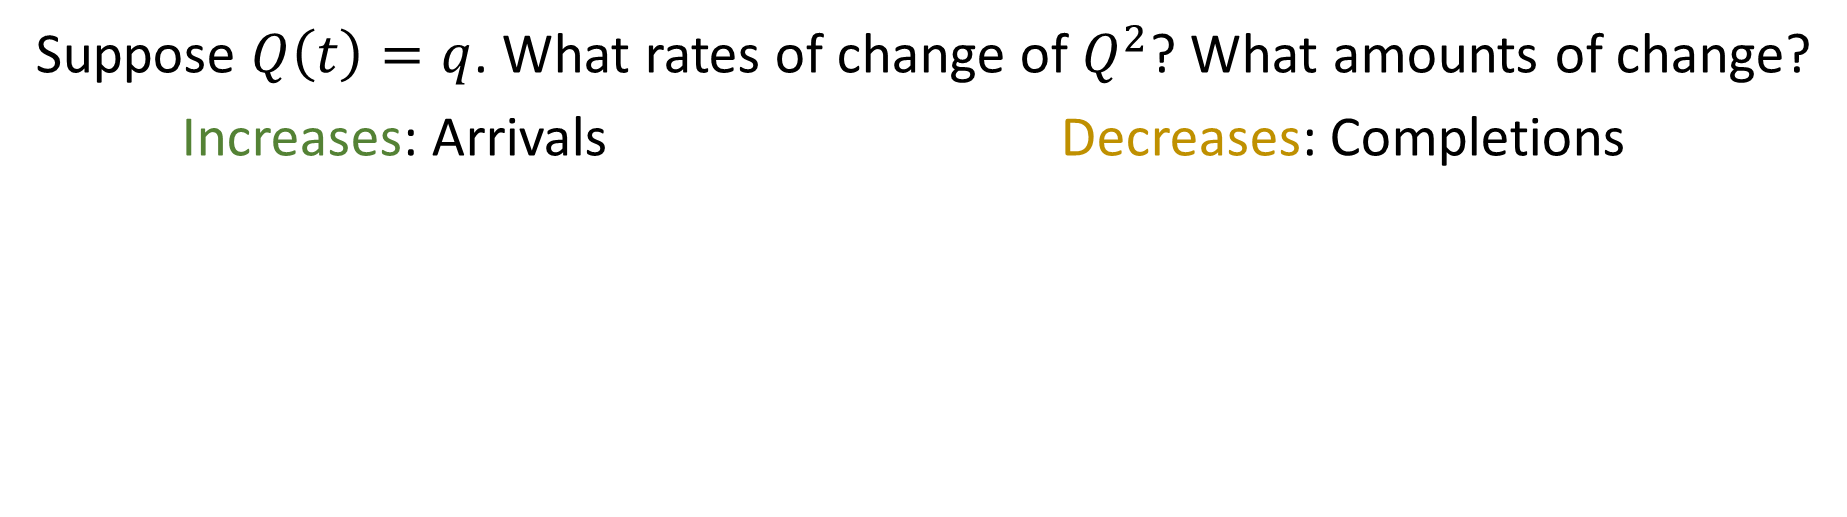 Suppose 𝑄(𝑡) = 𝑞. What rates of change of 𝑄²? What amounts of change?
Increases: Arrivals
Decreases: Completions